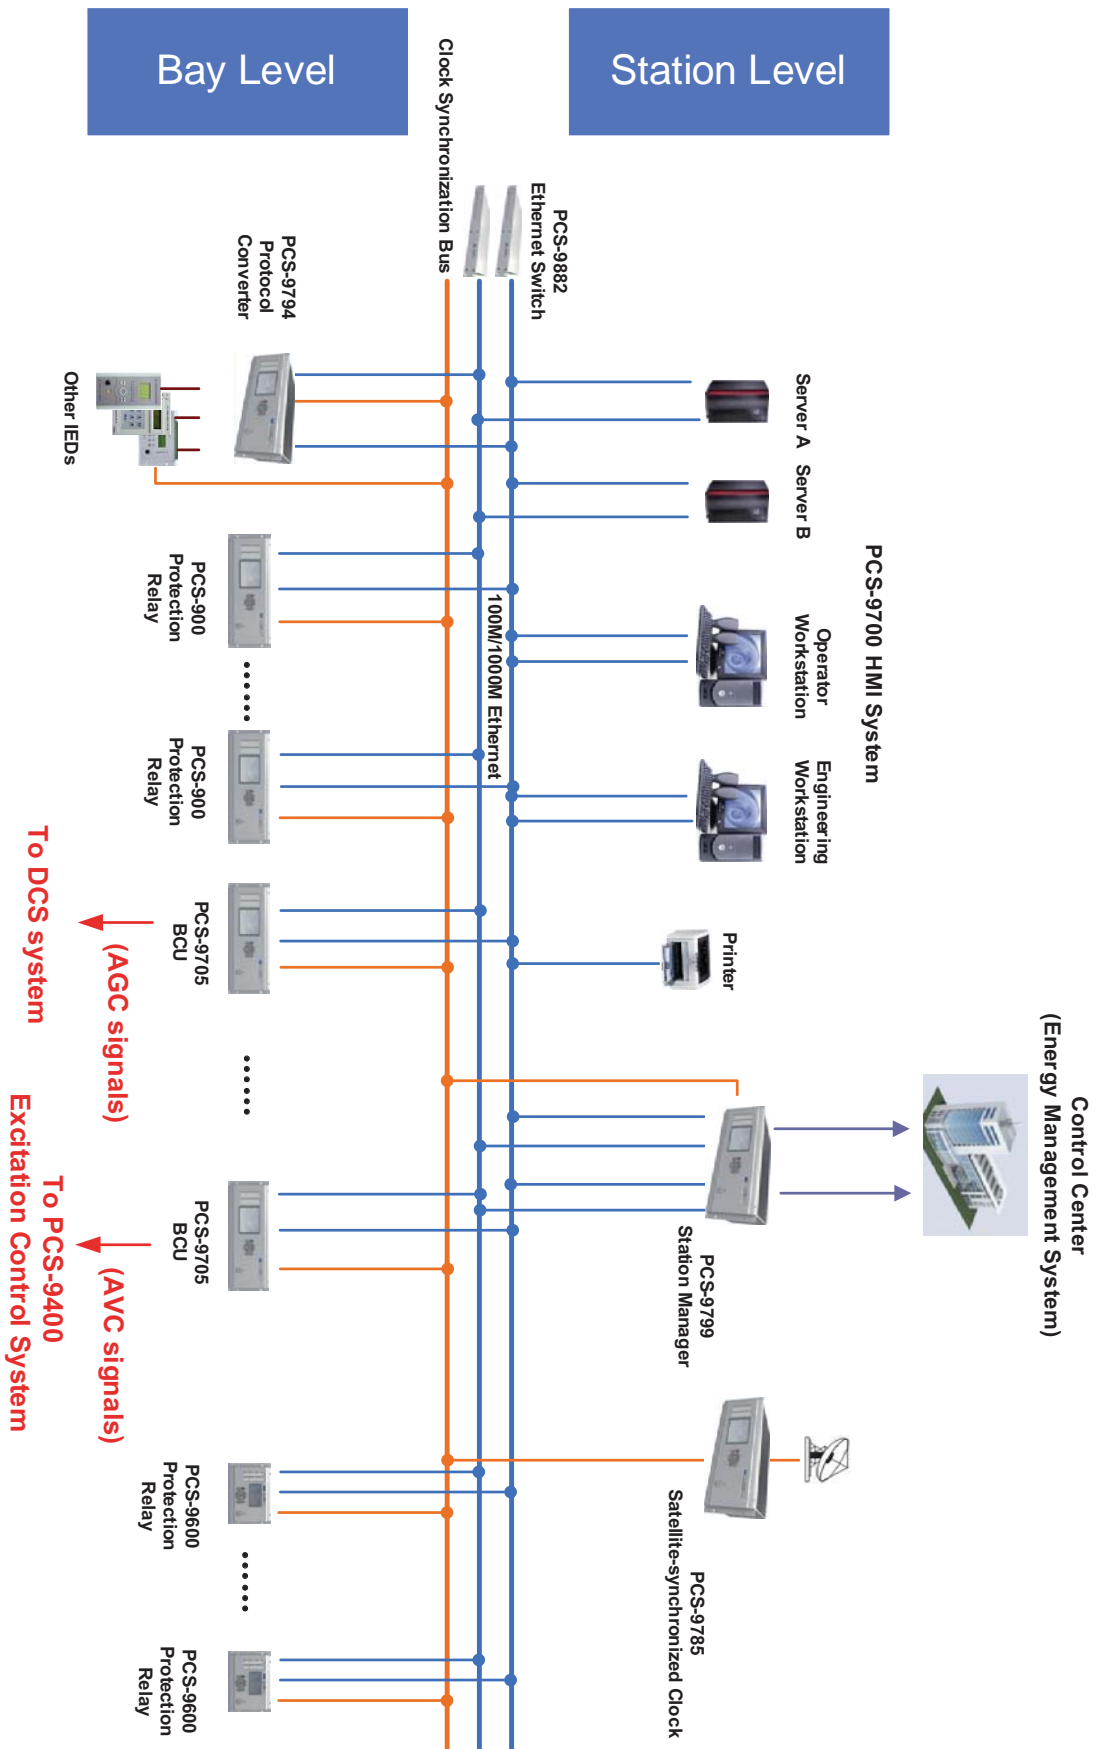 Station Level
Bay Level
Control Center
(Energy Management System)
PCS-9700 HMI System
Server A
Server B
Operator
Workstation
Engineering
Workstation
Printer
PCS-9799
Station Manager
PCS-9785
Satellite-synchronized Clock
PCS-9882
Ethernet Switch
100M/1000M Ethernet
Clock Synchronization Bus
PCS-9794
Protocol
Converter
Other IEDs
PCS-900
Protection
Relay
......
PCS-900
Protection
Relay
PCS-9705
BCU
......
PCS-9705
BCU
PCS-9600
Protection
Relay
......
PCS-9600
Protection
Relay
(AGC signals)
To DCS system
(AVC signals)
To PCS-9400
Excitation Control System